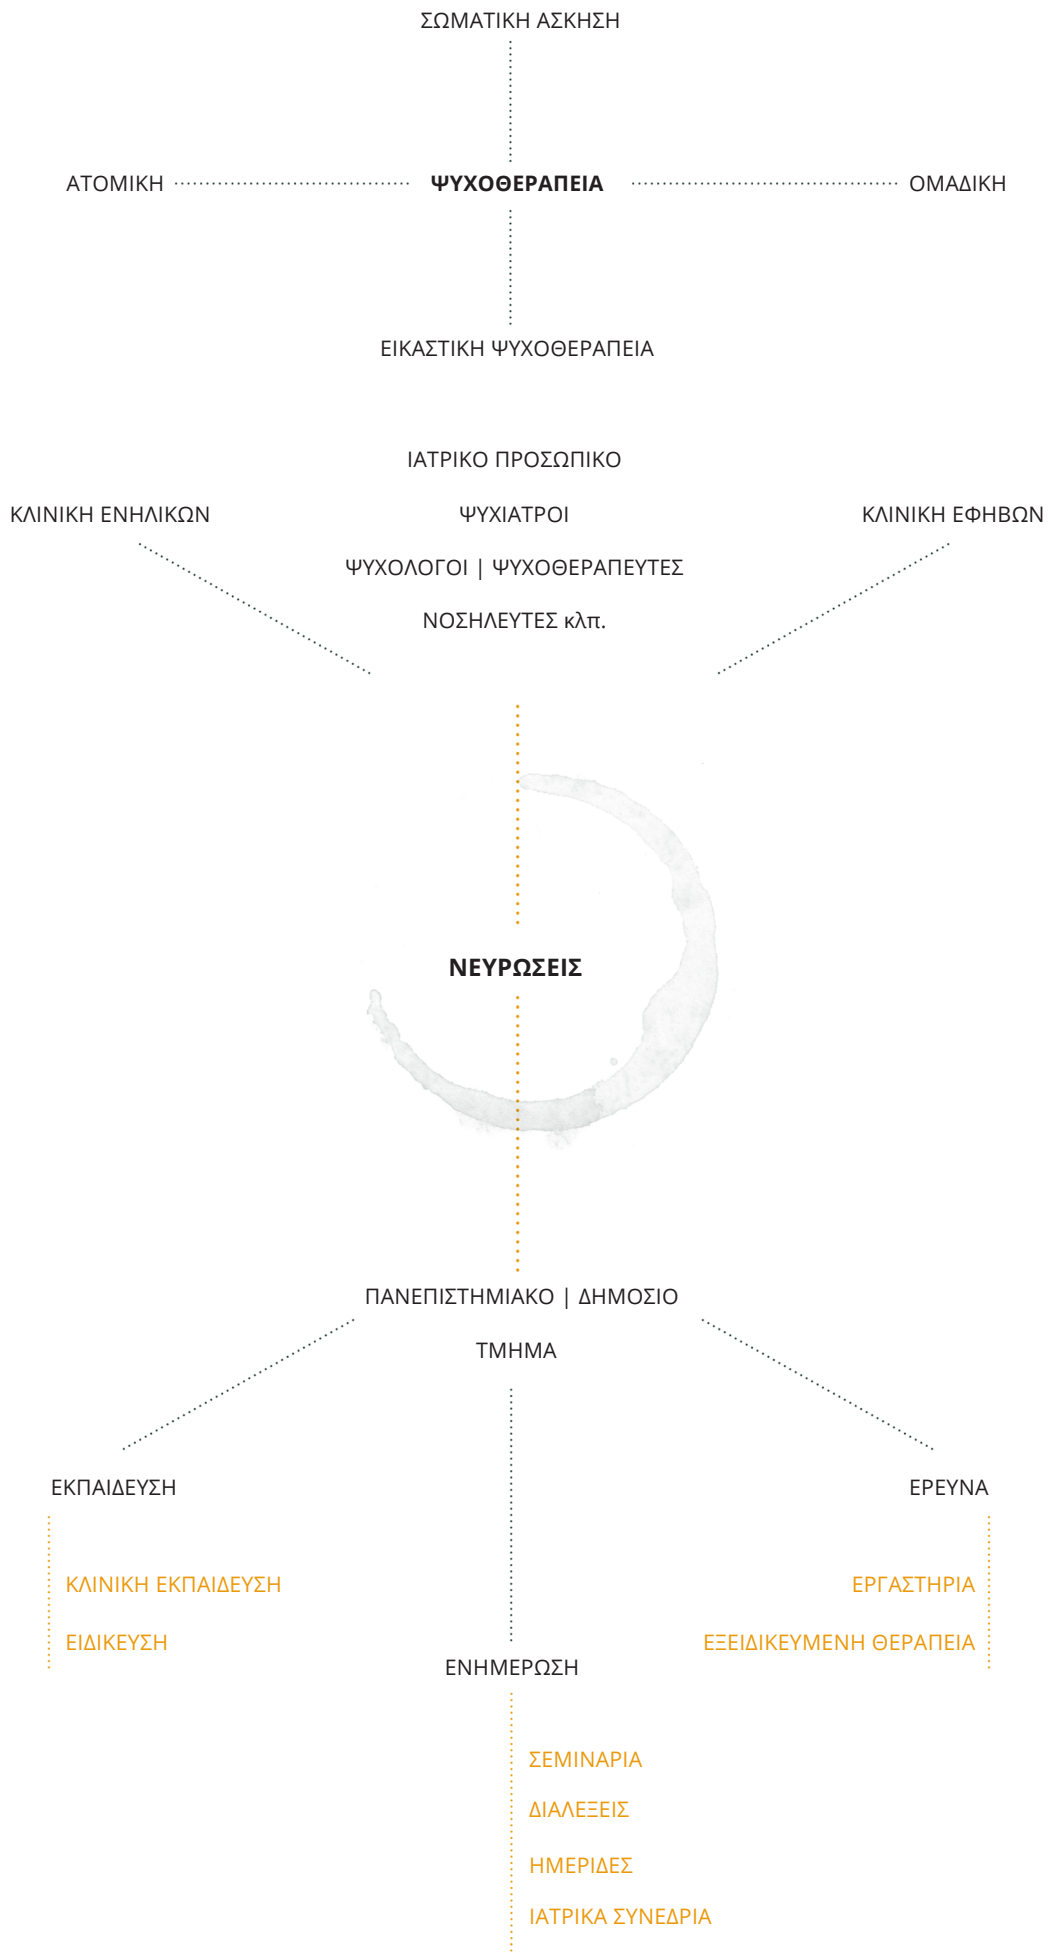 ΣΩΜΑΤΙΚΗ ΑΣΚΗΣΗ
ΑΤΟΜΙΚΗ
ΨΥΧΟΘΕΡΑΠΕΙΑ
ΟΜΑΔΙΚΗ
ΕΙΚΑΣΤΙΚΗ ΨΥΧΟΘΕΡΑΠΕΙΑ
ΙΑΤΡΙΚΟ ΠΡΟΣΩΠΙΚΟ
ΚΛΙΝΙΚΗ ΕΝΗΛΙΚΩΝ
ΨΥΧΙΑΤΡΟΙ
ΚΛΙΝΙΚΗ ΕΦΗΒΩΝ
ΨΥΧΟΛΟΓΟΙ | ΨΥΧΟΘΕΡΑΠΕΥΤΕΣ
ΝΟΣΗΛΕΥΤΕΣ κλπ.
ΝΕΥΡΩΣΕΙΣ
ΠΑΝΕΠΙΣΤΗΜΙΑΚΟ | ΔΗΜΟΣΙΟ
ΤΜΗΜΑ
ΕΚΠΑΙΔΕΥΣΗ
ΕΡΕΥΝΑ
ΚΛΙΝΙΚΗ ΕΚΠΑΙΔΕΥΣΗ
ΕΡΓΑΣΤΗΡΙΑ
ΕΙΔΙΚΕΥΣΗ
ΕΞΕΙΔΙΚΕΥΜΕΝΗ ΘΕΡΑΠΕΙΑ
ΕΝΗΜΕΡΩΣΗ
ΣΕΜΙΝΑΡΙΑ
ΔΙΑΛΕΞΕΙΣ
ΗΜΕΡΙΔΕΣ
ΙΑΤΡΙΚΑ ΣΥΝΕΔΡΙΑ